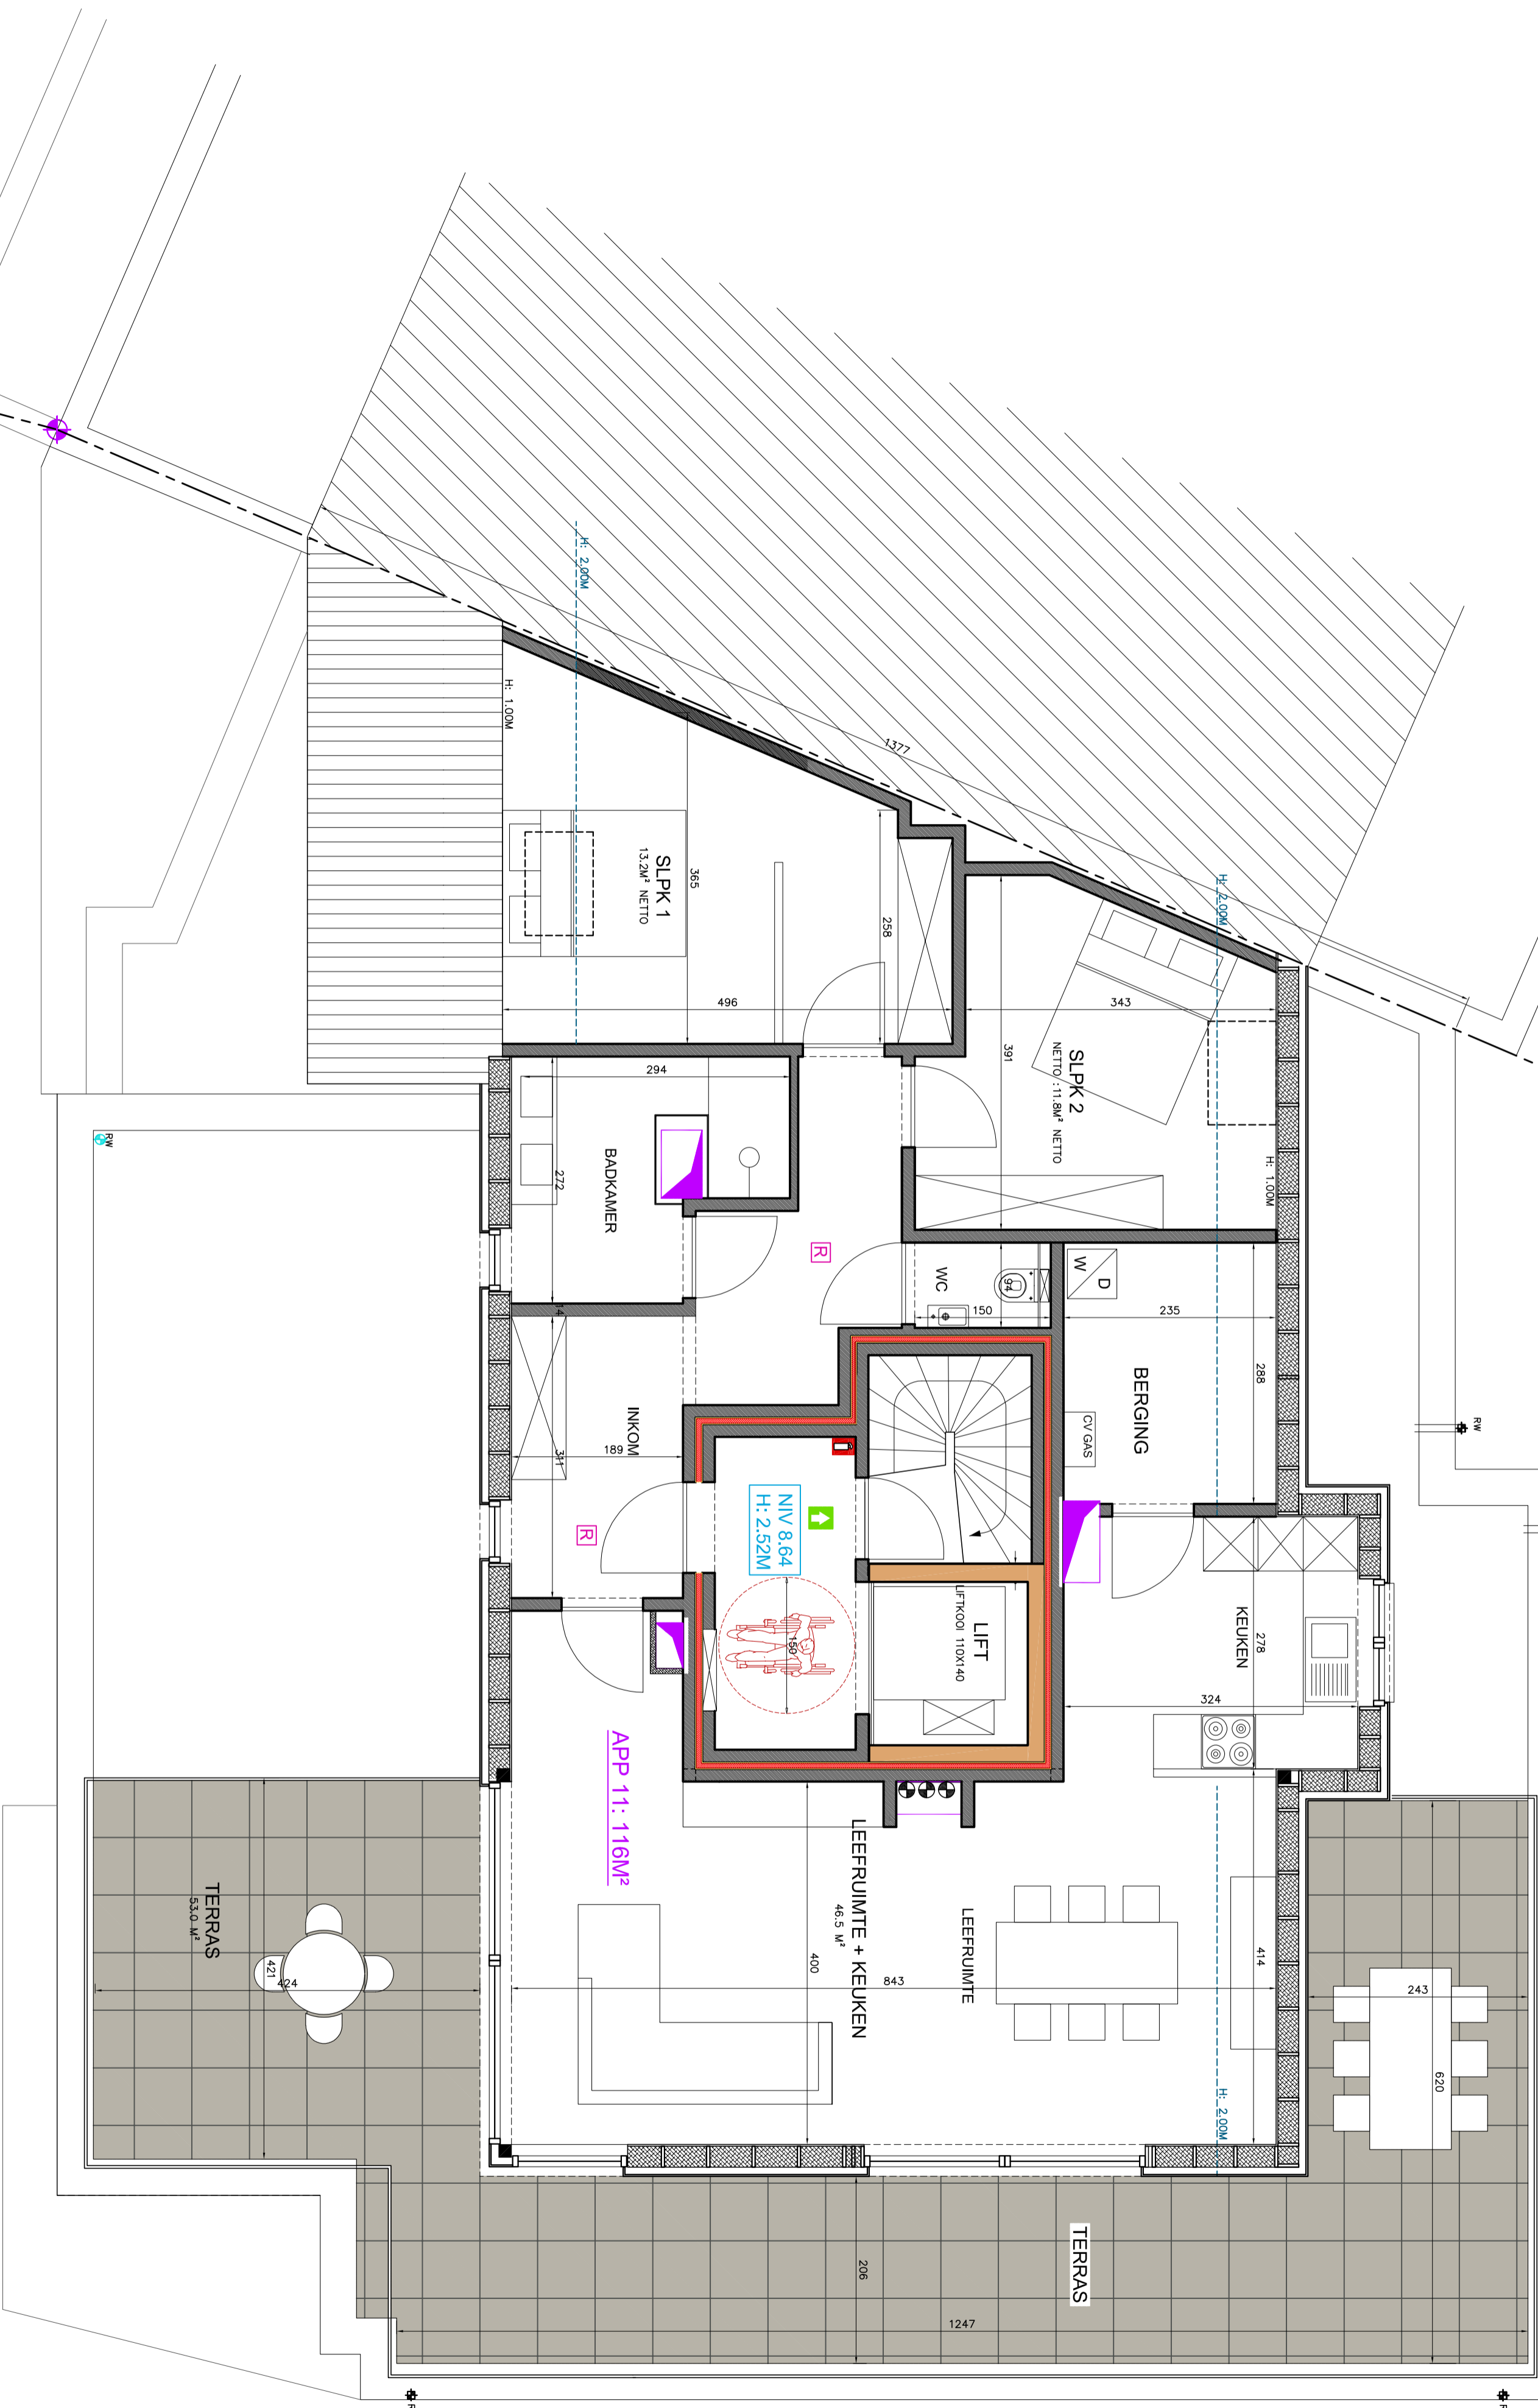 H: 2.00M
H: 1.00M
1377
SLPK 1
13.2M² NETTO
365
258
496
H: 2.00M
343
391
SLPK 2
NETTO :11.8M² NETTO
H: 1.00M
RW
294
272
BADKAMER
R
WC
94
150
W
D
235
288
BERGING
CV GAS
RW
14
INKOM
189
311
R
NIV 8.64
H: 2.52M
150
LIFT
LIFTKOOI 110X140
KEUKEN
278
324
APP 11: 116M²
LEEFRUIMTE + KEUKEN
46.5 M²
LEEFRUIMTE
400
843
414
H: 2.00M
243
620
TERRAS
53.0 M²
421
424
TERRAS
206
1247